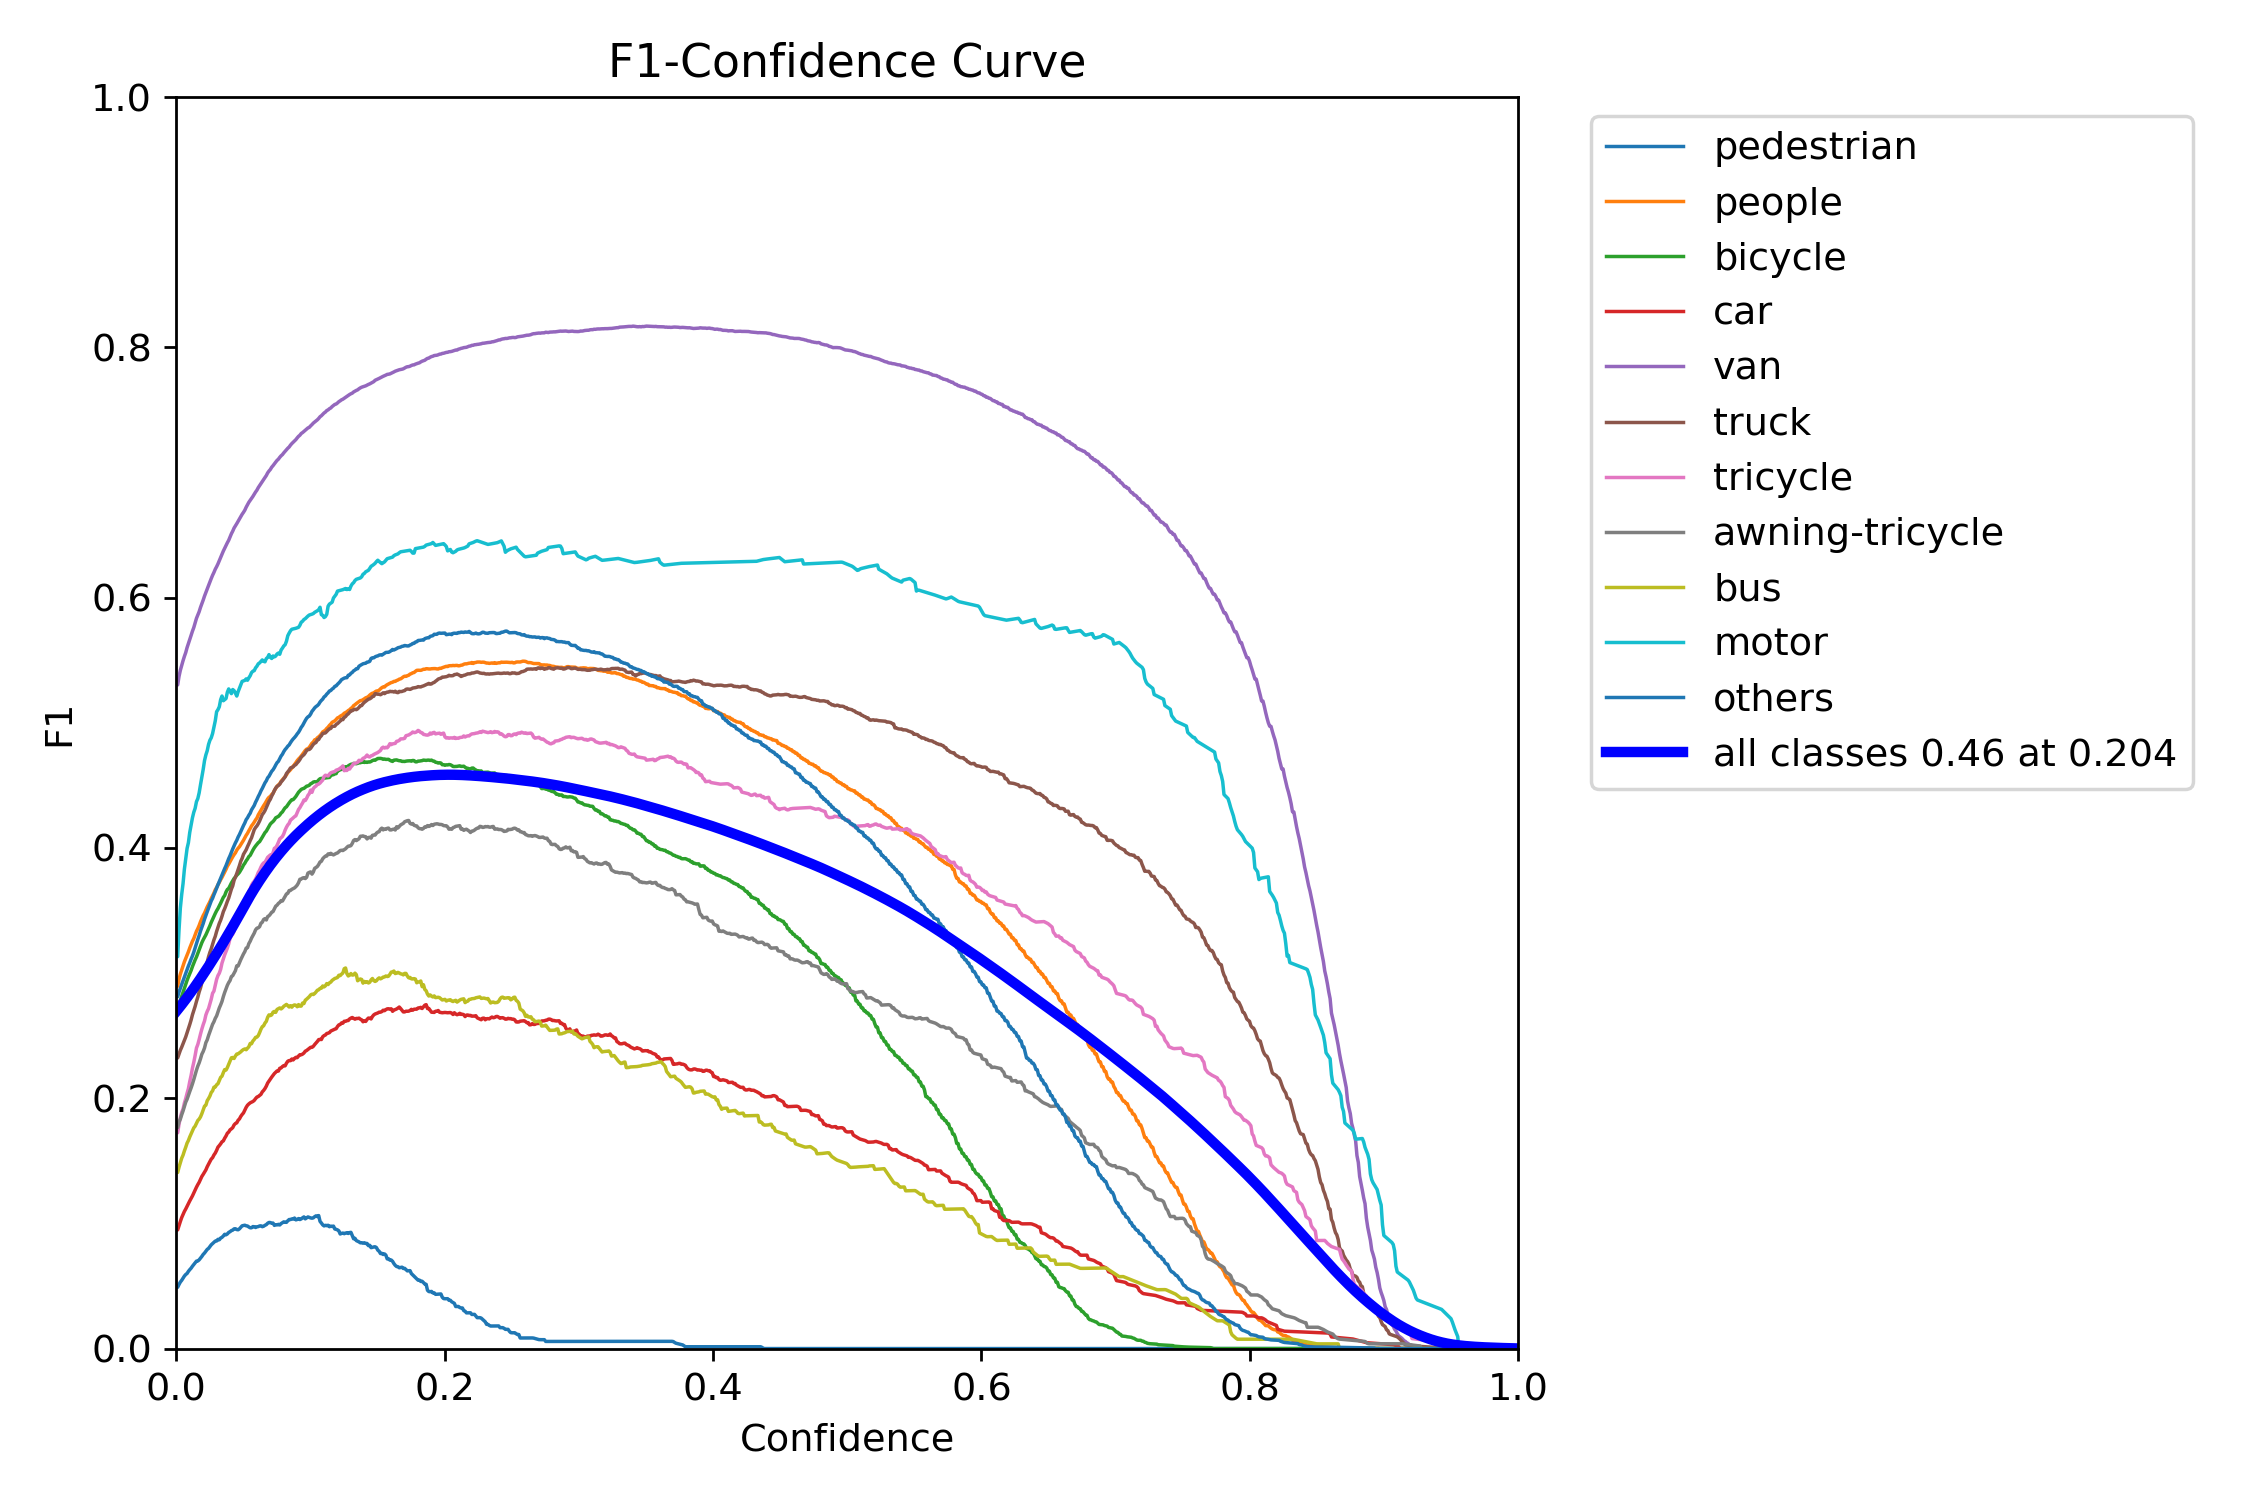 F1-Confidence Curve
1.0
0.8
0.6
0.4
0.2
0.0
F1
0.0 0.2 0.4 0.6 0.8 1.0
Confidence
pedestrian
people
bicycle
car
van
truck
tricycle
awning-tricycle
bus
motor
others
all classes 0.46 at 0.204